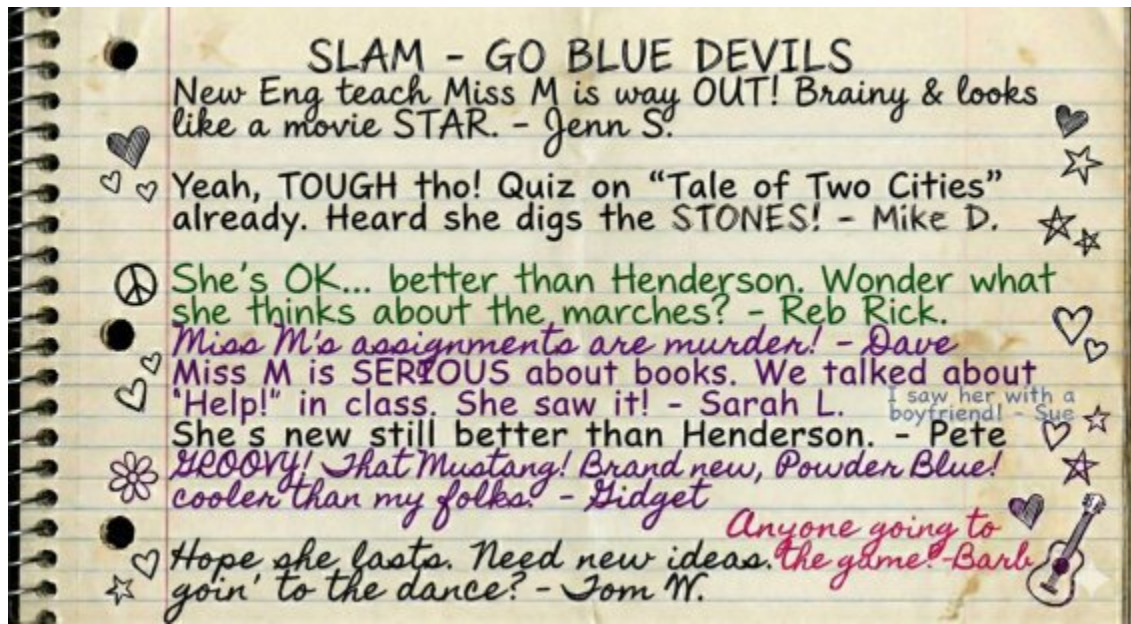 SLAM - GO BLUE DEVILS
New Eng teach Miss M is way OUT! Brainy & looks
like a movie STAR. - Jenn S.
Yeah, TOUGH tho! Quiz on "Tale of Two Cities"
already. Heard she digs the STONES! - Mike D.
She's OK... better than Henderson. Wonder what
she thinks about the marches? - Reb Rick.
Miss M's assignments are murder! - Dave
Miss M is SERIOUS about books. We talked about
"Help!" in class. She saw it! - Sarah L.
I saw her with a
boyfriend! - Sue
She's new still better than Henderson. - Pete
GROOVY! That Mustang! Brand new, Powder Blue!
cooler than my folks. - Gidget
Anyone going to
the game?-Barb
Hope she lasts. Need new ideas.
goin' to the dance? - Tom W.